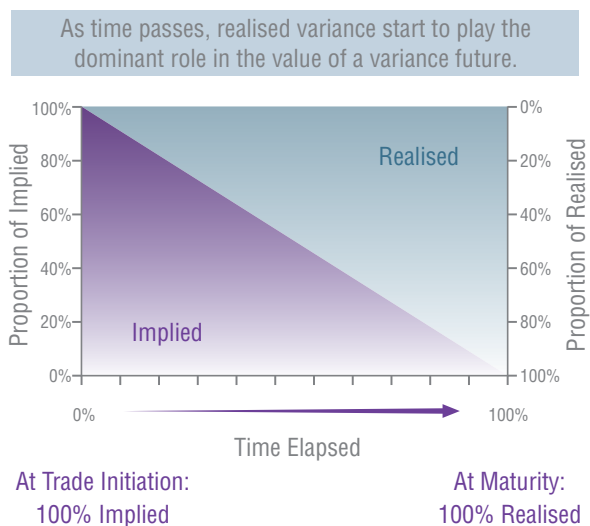 As time passes, realised variance start to play the
dominant role in the value of a variance future.
100%
80%
60%
40%
20%
0%
Proportion of Implied
Realised
Implied
0%
20%
40%
60%
80%
100%
Proportion of Realised
0%
100%
Time Elapsed
At Trade Initiation:
100% Implied
At Maturity:
100% Realised